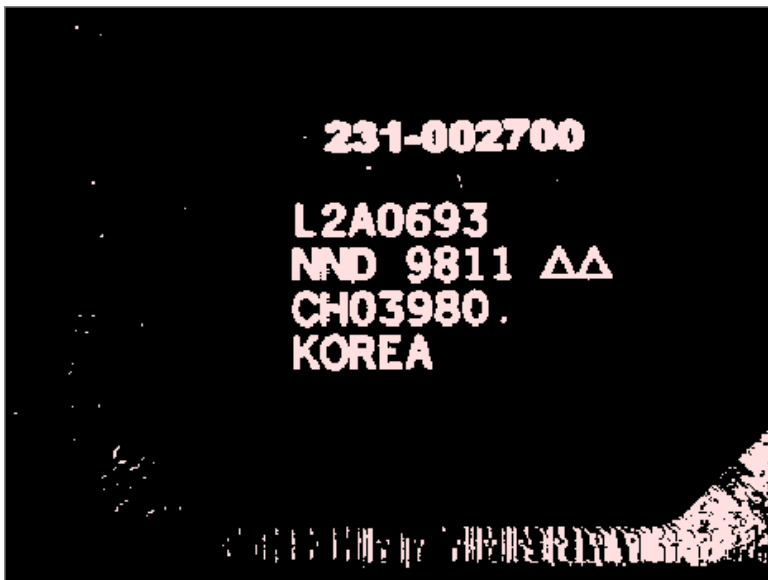 231-002700
L2A0693
NND 9811 ΔΔ
CH03980.
KOREA